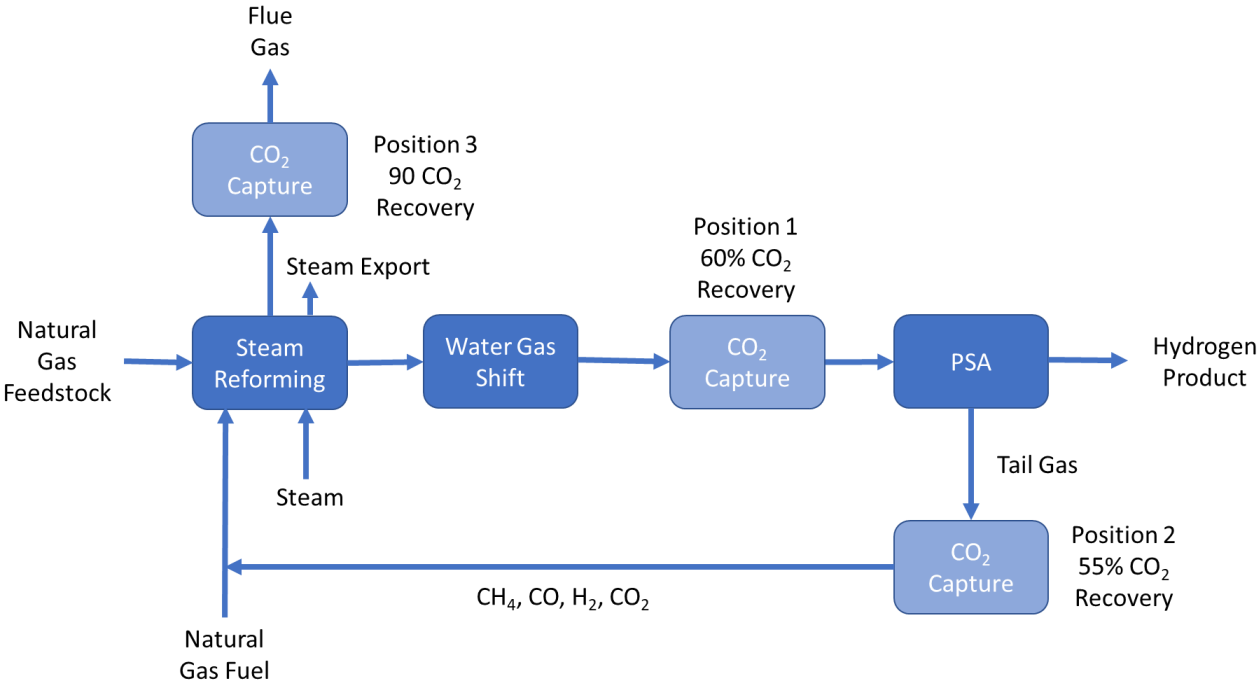 Flue
Gas
CO₂
Capture
Position 3
90 CO₂
Recovery
Steam Export
Position 1
60% CO₂
Recovery
Natural
Gas
Feedstock
Steam
Reforming
Water Gas
Shift
CO₂
Capture
PSA
Hydrogen
Product
Tail Gas
Steam
CO₂
Capture
Position 2
55% CO₂
Recovery
CH₄, CO, H₂, CO₂
Natural
Gas Fuel